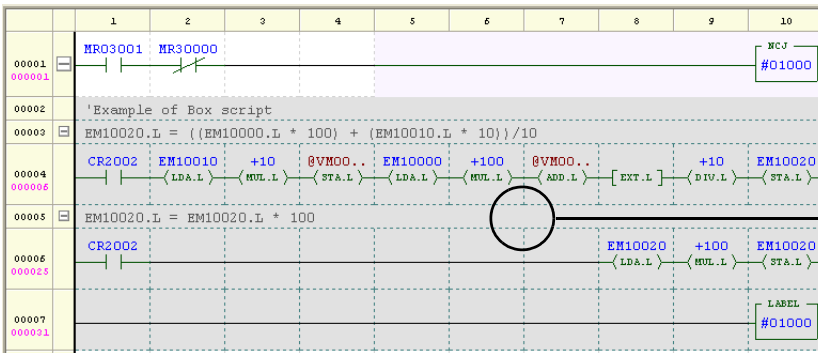 1 2 3 4 5 6 7 8 9 10
MR03001 MR30000 NCJ
00001 #01000
000001
00002 'Example of Box script
00003 EM10020.L = ((EM10000.L * 100) + (EM10010.L * 10))/10
CR2002 EM10010 +10 @VM00.. EM10000 +100 @VM00.. +10 EM10020
00004 LDA.L MUL.L STA.L LDA.L MUL.L ADD.L EXT.L DIV.L STA.L
000006
00005 EM10020.L = EM10020.L * 100
CR2002 EM10020 +100 EM10020
00006 LDA.L MUL.L STA.L
000025
LABEL
00007 #01000
000031